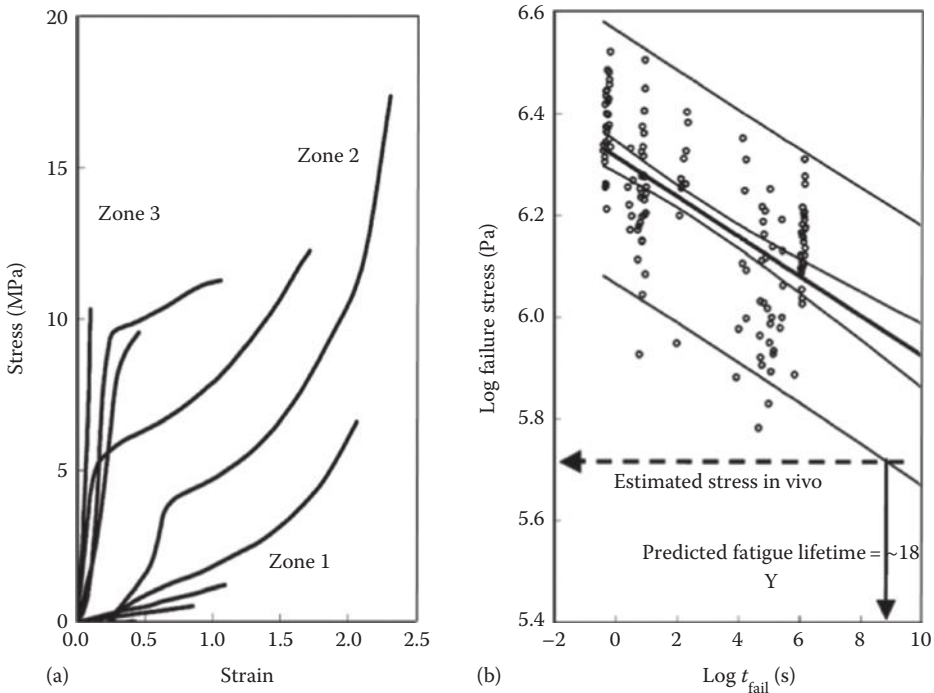 20
15
10
5
0
Stress (MPa)
Zone 3
Zone 2
Zone 1
0.0
0.5
1.0
1.5
2.0
2.5
Strain
(a)
6.6
6.4
6.2
6.0
5.8
5.6
5.4
Log failure stress (Pa)
Estimated stress in vivo
Predicted fatigue lifetime = ~18
Y
−2
0
2
4
6
8
10
Log tfail (s)
(b)